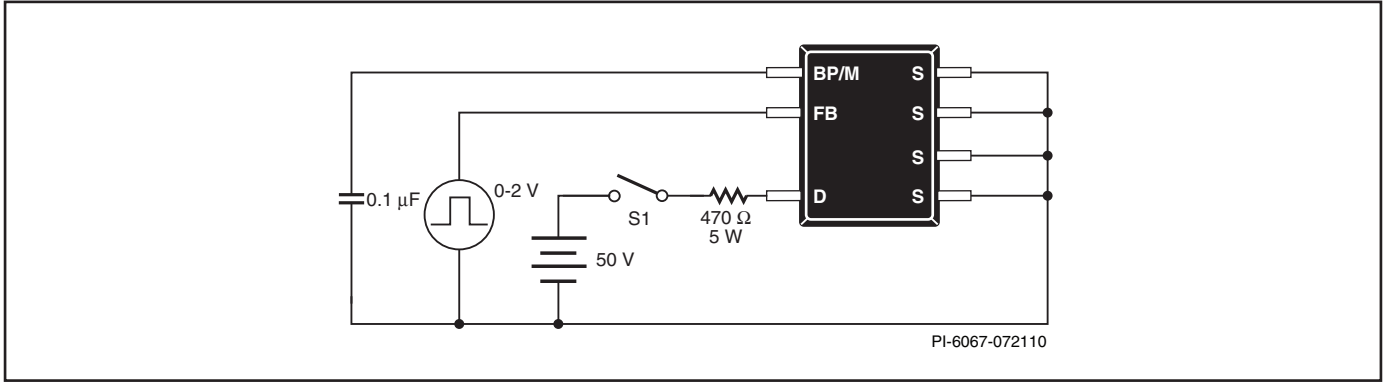 BP/M S
FB S
S
D S
0.1 µF
0-2 V
S1
470 Ω
5 W
50 V
PI-6067-072110